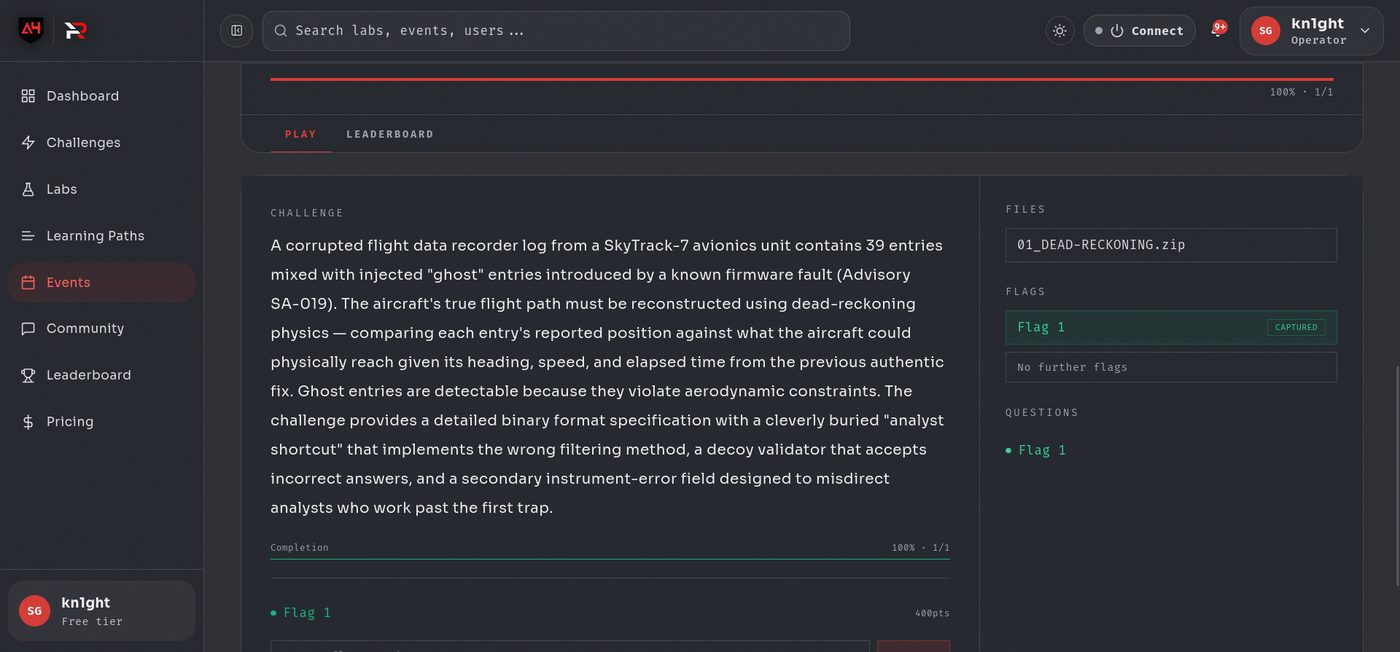 Search labs, events, users...
Connect
9+
SG
kn1ght
Operator
Dashboard
Challenges
Labs
Learning Paths
Events
Community
Leaderboard
Pricing
SG
kn1ght
Free tier
100% · 1/1
PLAY
LEADERBOARD
CHALLENGE
A corrupted flight data recorder log from a SkyTrack-7 avionics unit contains 39 entries
mixed with injected "ghost" entries introduced by a known firmware fault (Advisory
SA-019). The aircraft's true flight path must be reconstructed using dead-reckoning
physics — comparing each entry's reported position against what the aircraft could
physically reach given its heading, speed, and elapsed time from the previous authentic
fix. Ghost entries are detectable because they violate aerodynamic constraints. The
challenge provides a detailed binary format specification with a cleverly buried "analyst
shortcut" that implements the wrong filtering method, a decoy validator that accepts
incorrect answers, and a secondary instrument-error field designed to misdirect
analysts who work past the first trap.
Completion
100% · 1/1
Flag 1
400pts
FILES
01_DEAD-RECKONING.zip
FLAGS
Flag 1
CAPTURED
No further flags
QUESTIONS
Flag 1